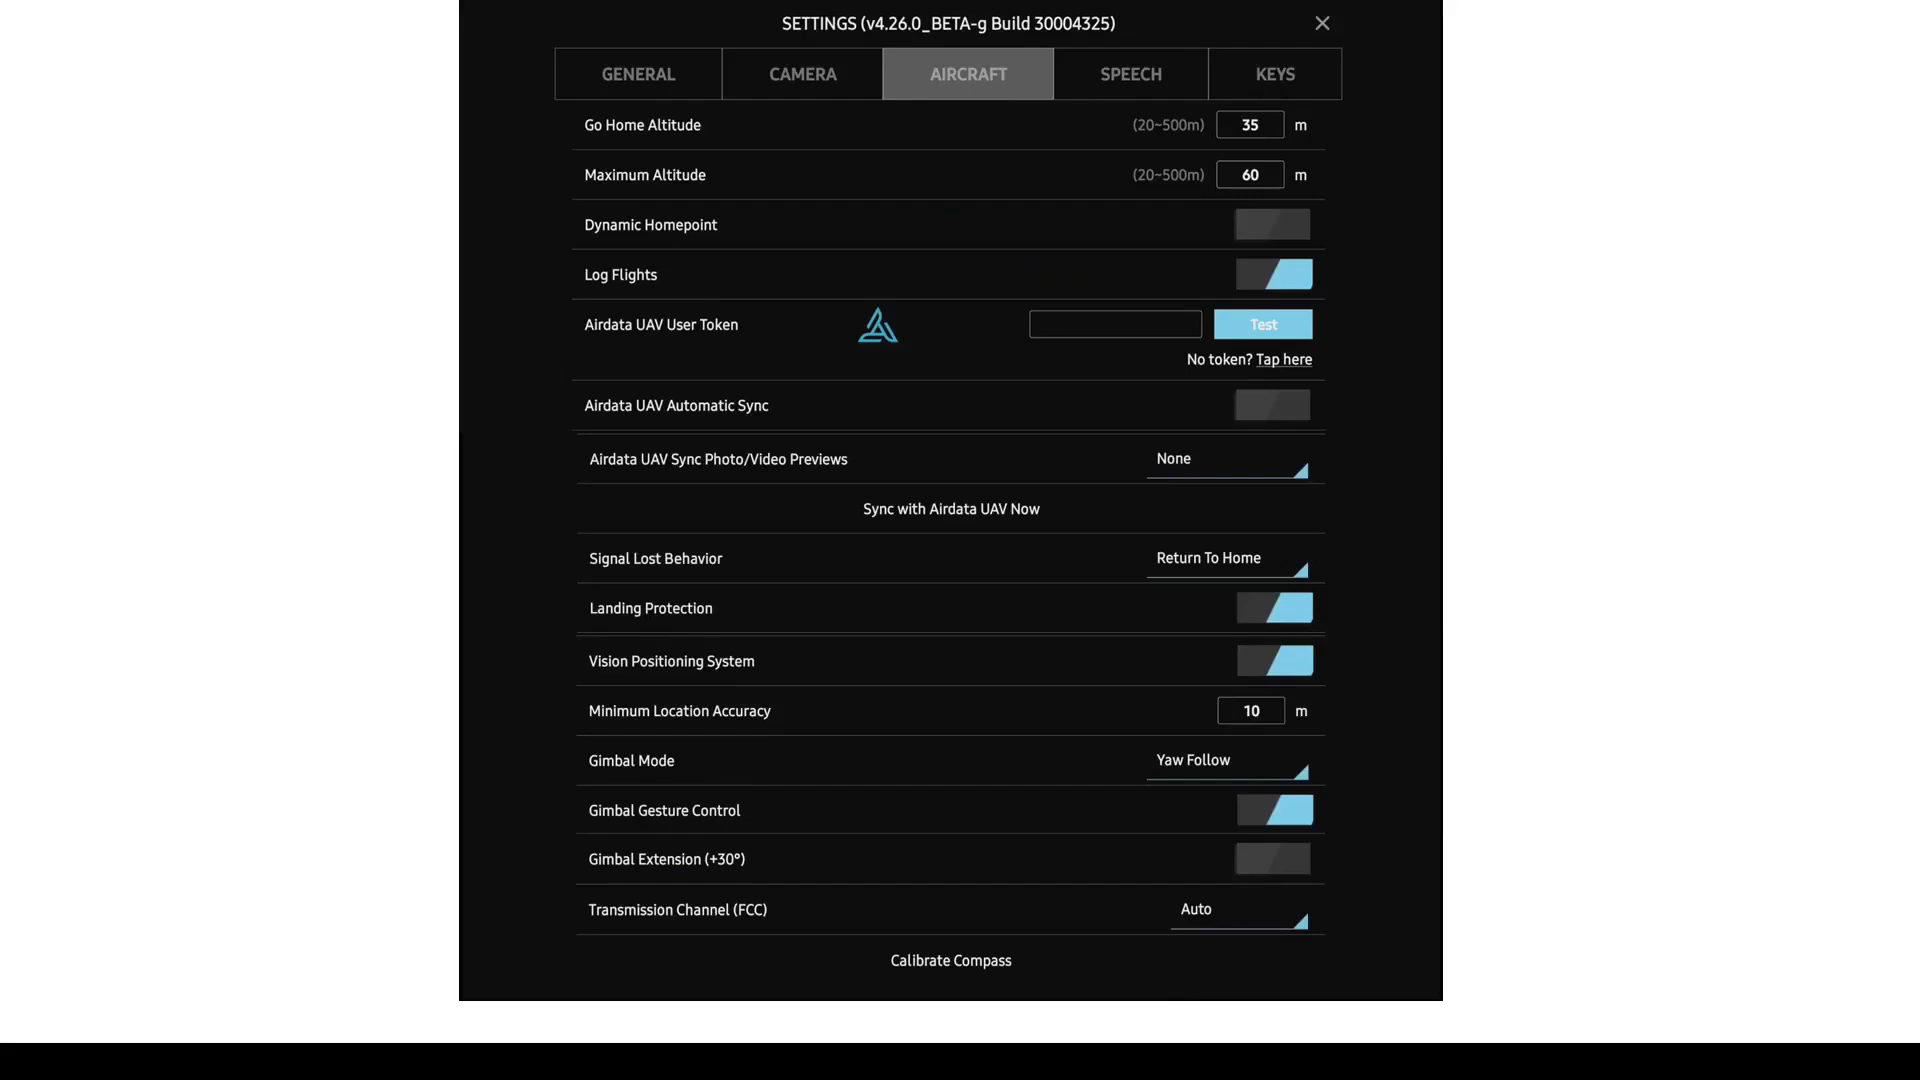 SETTINGS (v4.26.0_BETA-g Build 30004325)
GENERAL CAMERA AIRCRAFT SPEECH KEYS
Go Home Altitude (20~500m) 35 m
Maximum Altitude (20~500m) 60 m
Dynamic Homepoint
Log Flights
Airdata UAV User Token Test
No token? Tap here
Airdata UAV Automatic Sync
Airdata UAV Sync Photo/Video Previews None
Sync with Airdata UAV Now
Signal Lost Behavior Return To Home
Landing Protection
Vision Positioning System
Minimum Location Accuracy 10 m
Gimbal Mode Yaw Follow
Gimbal Gesture Control
Gimbal Extension (+30°)
Transmission Channel (FCC) Auto
Calibrate Compass